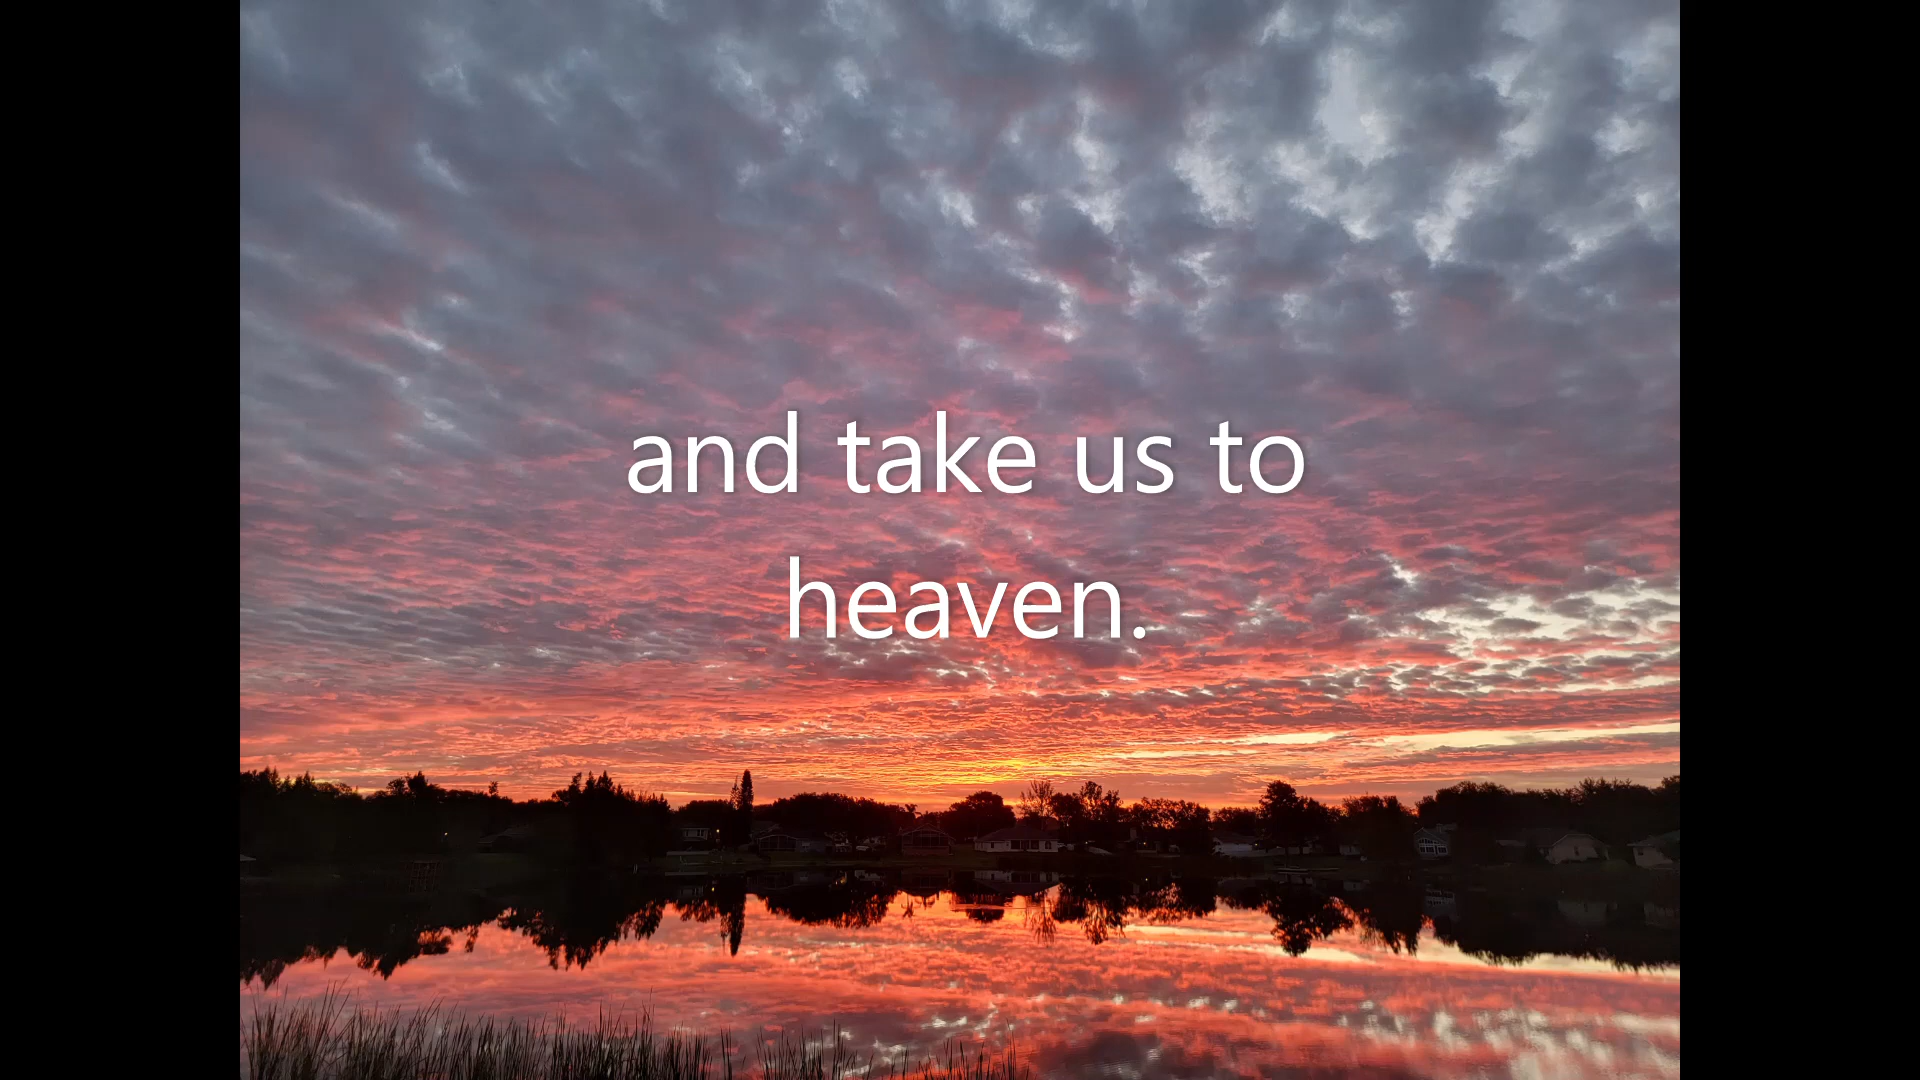 and take us to
heaven.